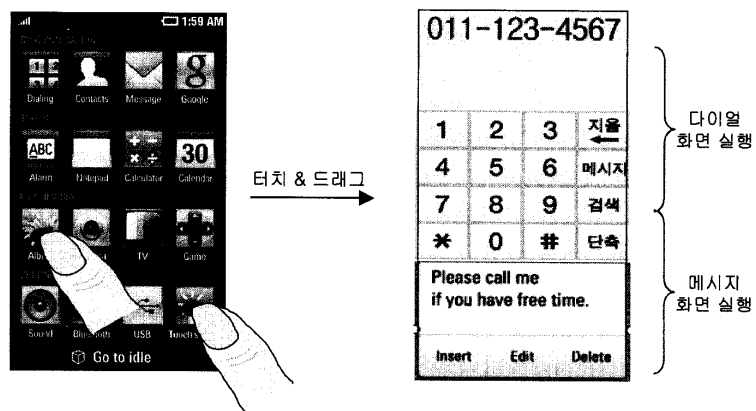 1:59 AM
Dialing Contacts Message Google
ABC 30
Alarm Notepad Calculator Calendar
TV Game
Sound USB
Go to idle
터치 & 드래그
011-123-4567
1 2 3 지움
4 5 6 메시지
7 8 9 검색
* 0 # 단축
Please call me
if you have free time.
Insert Edit Delete
다이얼
화면 실행
메시지
화면 실행